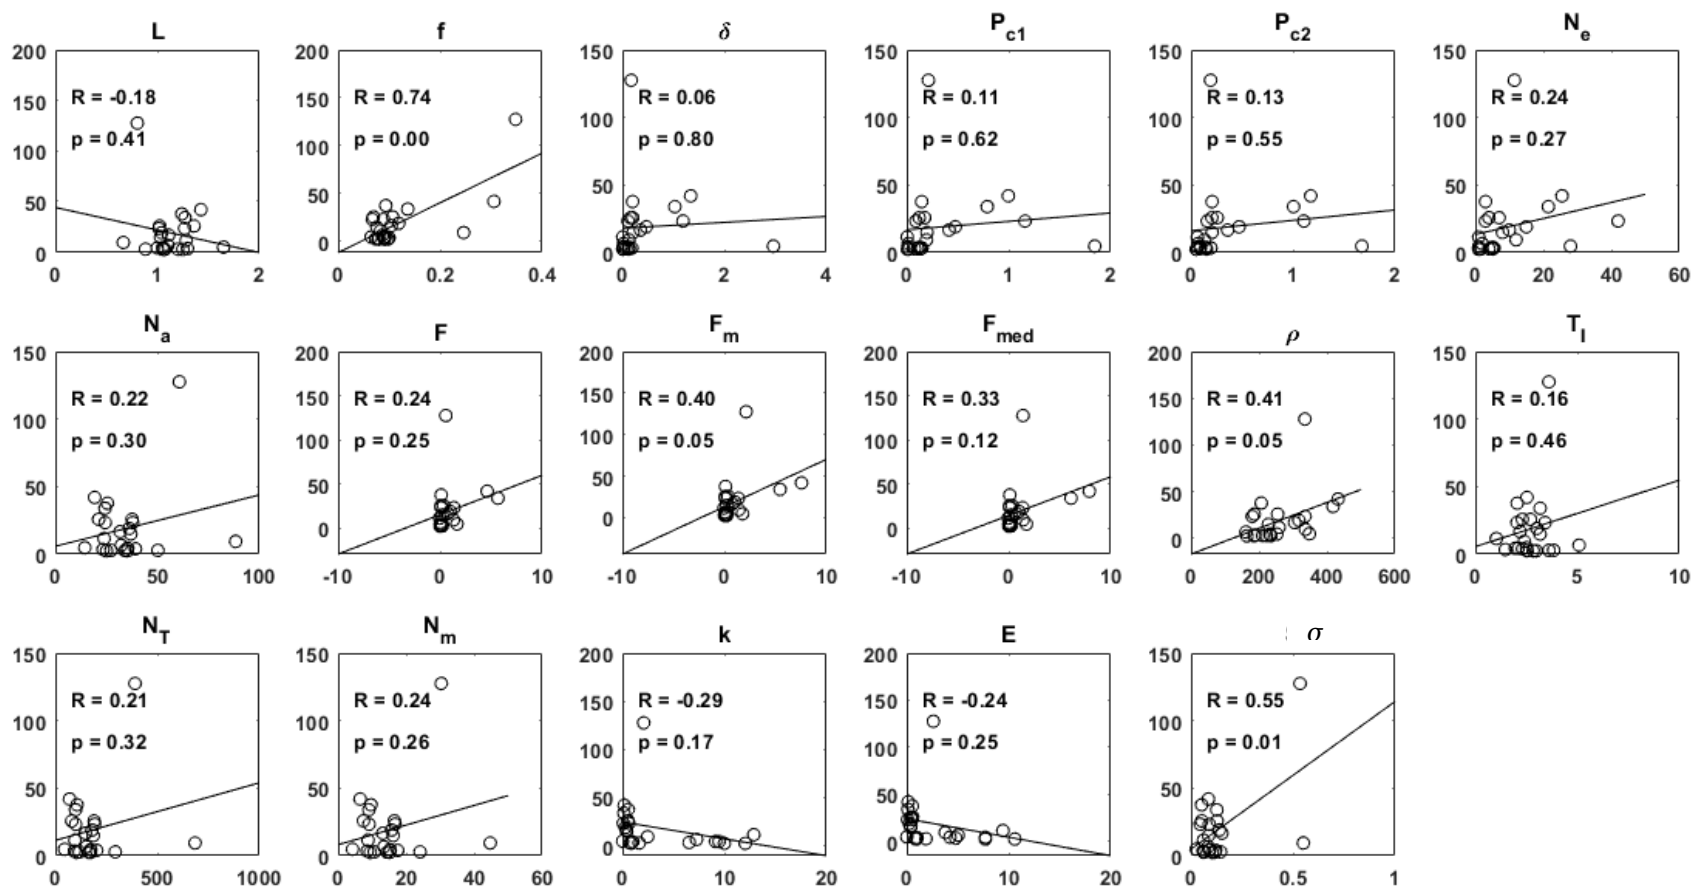 L f δ P_c1 P_c2 N_e
200 200 150 150 150 150
R = -0.18 R = 0.74 R = 0.06 R = 0.11 R = 0.13 R = 0.24
150 150 100 100 100 100
p = 0.41 p = 0.00 p = 0.80 p = 0.62 p = 0.55 p = 0.27
100 100
50 50 50 50 50 50
0 0 0 0 0 0
0 1 2 0 0.2 0.4 0 2 4 0 1 2 0 1 2 0 20 40 60
N_a F F_m F_med ρ T_l
150 200 200 200 200 150
R = 0.22 R = 0.24 R = 0.40 R = 0.33 R = 0.41 R = 0.16
100 150 150 150 150 100
p = 0.30 p = 0.25 p = 0.05 p = 0.12 p = 0.05 p = 0.46
100 100 100 100
50 50 50 50 50 50
0 0 0 0 0 0
0 50 100 -10 0 10 -10 0 10 -10 0 10 0 200 400 600 0 5 10
N_T N_m k E σ
150 150 200 200 150
R = 0.21 R = 0.24 R = -0.29 R = -0.24 R = 0.55
100 100 150 150 100
p = 0.32 p = 0.26 p = 0.17 p = 0.25 p = 0.01
100 100
50 50 50 50 50
0 0 0 0 0
0 500 1000 0 20 40 60 0 10 20 0 10 20 0 0.5 1